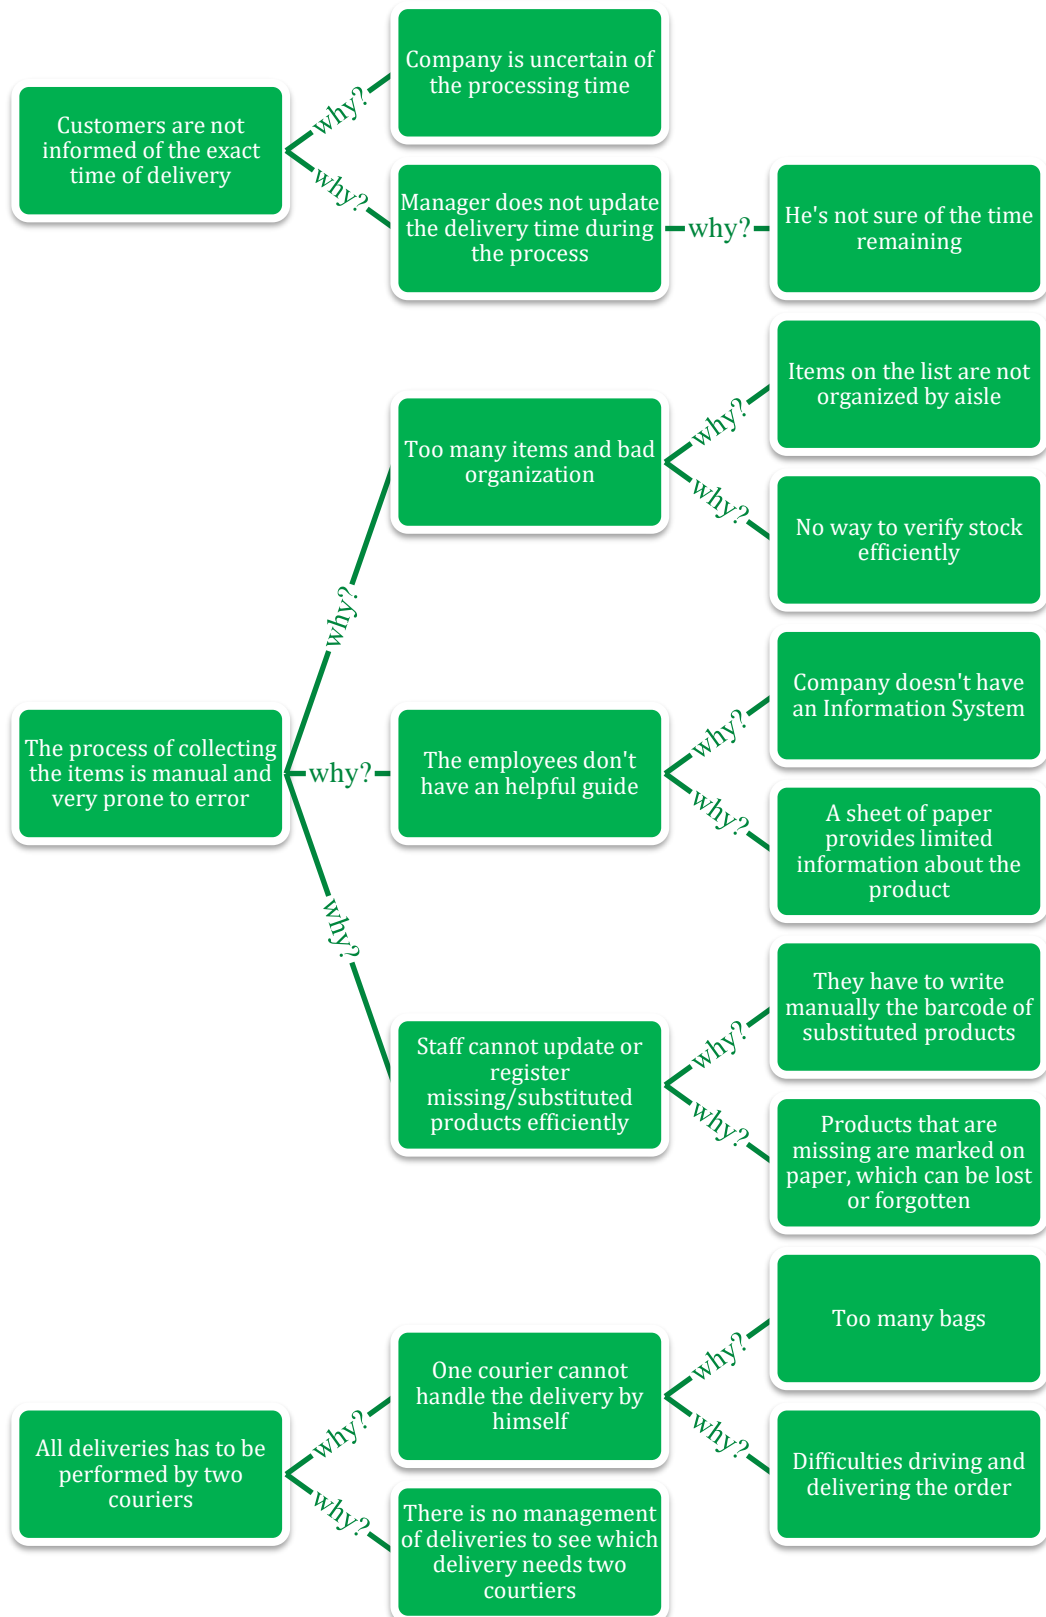 Customers are not
informed of the exact
time of delivery
why?
Company is uncertain of
the processing time
why?
Manager does not update
the delivery time during
the process
why?
He's not sure of the time
remaining
The process of collecting
the items is manual and
very prone to error
why?
Too many items and bad
organization
why?
Items on the list are not
organized by aisle
why?
No way to verify stock
efficiently
why?
The employees don't
have an helpful guide
why?
Company doesn't have
an Information System
why?
A sheet of paper
provides limited
information about the
product
why?
Staff cannot update or
register
missing/substituted
products efficiently
why?
They have to write
manually the barcode of
substituted products
why?
Products that are
missing are marked on
paper, which can be lost
or forgotten
All deliveries has to be
performed by two
couriers
why?
One courier cannot
handle the delivery by
himself
why?
Too many bags
why?
Difficulties driving and
delivering the order
why?
There is no management
of deliveries to see which
delivery needs two
courtiers